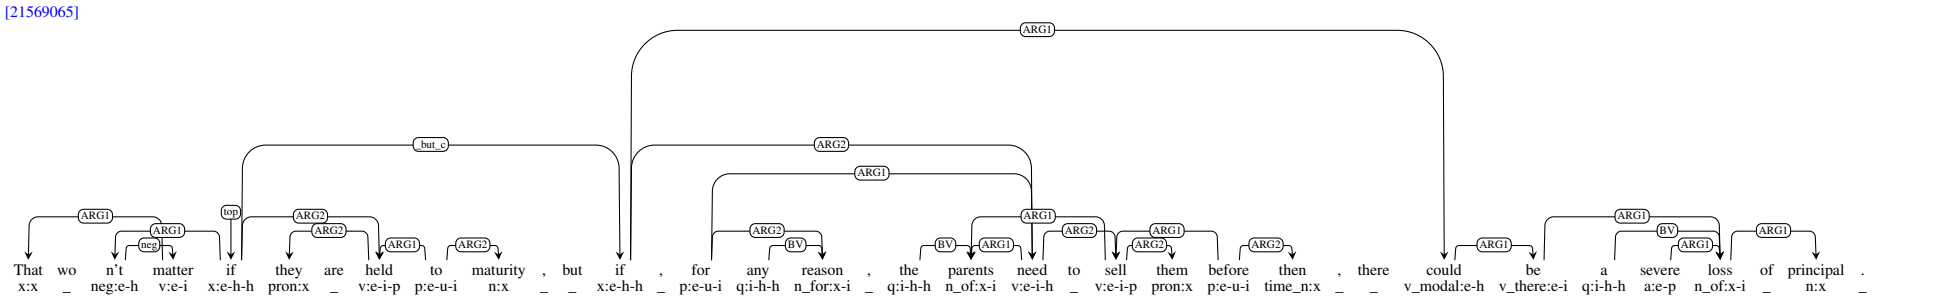 [21569065]
ARG1
_but_c ARG2
ARG1
ARG1 top ARG2 ARG1 ARG1
ARG1 ARG2 ARG2 ARG2 ARG1 BV ARG1
neg ARG1 ARG2 BV BV ARG1 ARG2 ARG2 ARG1 ARG1
That wo n't matter if they are held to maturity , but if , for any reason , the parents need to sell them before then , there could be a severe loss of principal .
x:x _ neg:e-h v:e-i x:e-h-h pron:x _ v:e-i-p p:e-u-i n:x _ _ x:e-h-h _ p:e-u-i q:i-h-h n_for:x-i _ q:i-h-h n_of:x-i v:e-i-h _ v:e-i-p pron:x p:e-u-i time_n:x _ _ v_modal:e-h v_there:e-i q:i-h-h a:e-p n_of:x-i _ n:x _